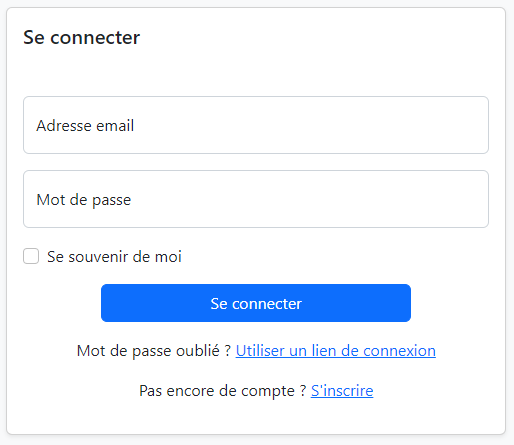 Se connecter
Adresse email
Mot de passe
Se souvenir de moi
Se connecter
Mot de passe oublié ? Utiliser un lien de connexion
Pas encore de compte ? S'inscrire